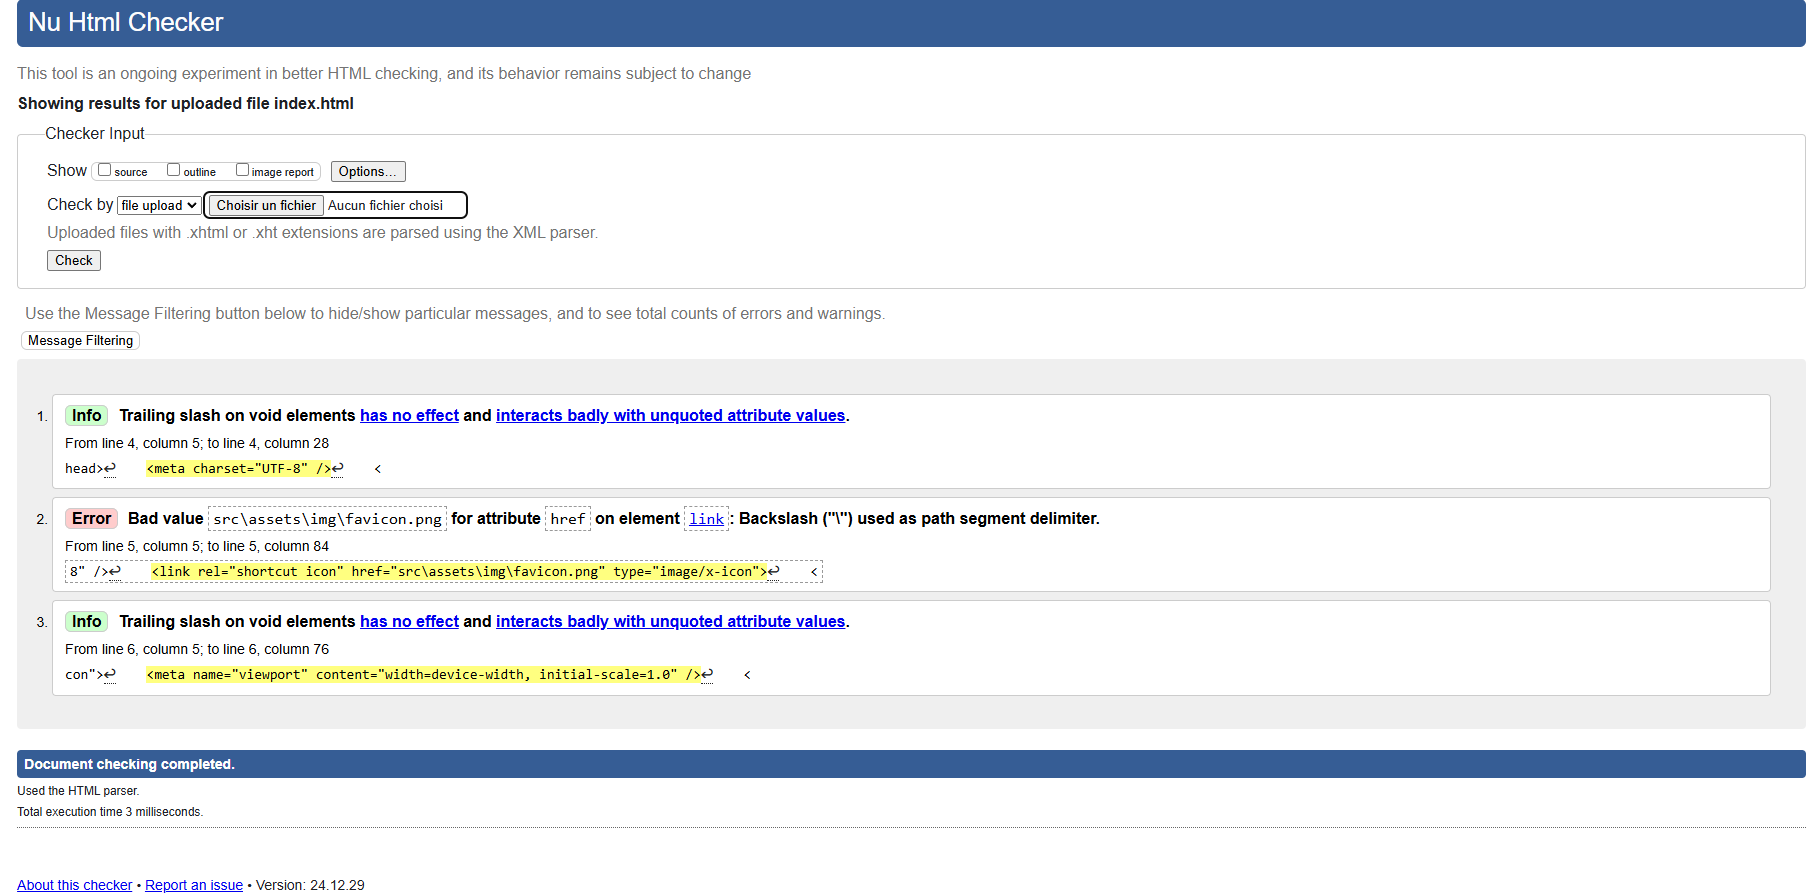 Nu Html Checker
This tool is an ongoing experiment in better HTML checking, and its behavior remains subject to change
Showing results for uploaded file index.html
Checker Input
Show source outline image report Options...
Check by file upload Choisir un fichier Aucun fichier choisi
Uploaded files with .xhtml or .xht extensions are parsed using the XML parser.
Check
Use the Message Filtering button below to hide/show particular messages, and to see total counts of errors and warnings.
Message Filtering
1. Info Trailing slash on void elements has no effect and interacts badly with unquoted attribute values.
From line 4, column 5; to line 4, column 28
head>↩    <meta charset="UTF-8" />↩    <
2. Error Bad value src\assets\img\favicon.png for attribute href on element link: Backslash ("\") used as path segment delimiter.
From line 5, column 5; to line 5, column 84
8" />↩    <link rel="shortcut icon" href="src\assets\img\favicon.png" type="image/x-icon">↩    <
3. Info Trailing slash on void elements has no effect and interacts badly with unquoted attribute values.
From line 6, column 5; to line 6, column 76
con">↩    <meta name="viewport" content="width=device-width, initial-scale=1.0" />↩    <
Document checking completed.
Used the HTML parser.
Total execution time 3 milliseconds.
About this checker • Report an issue • Version: 24.12.29